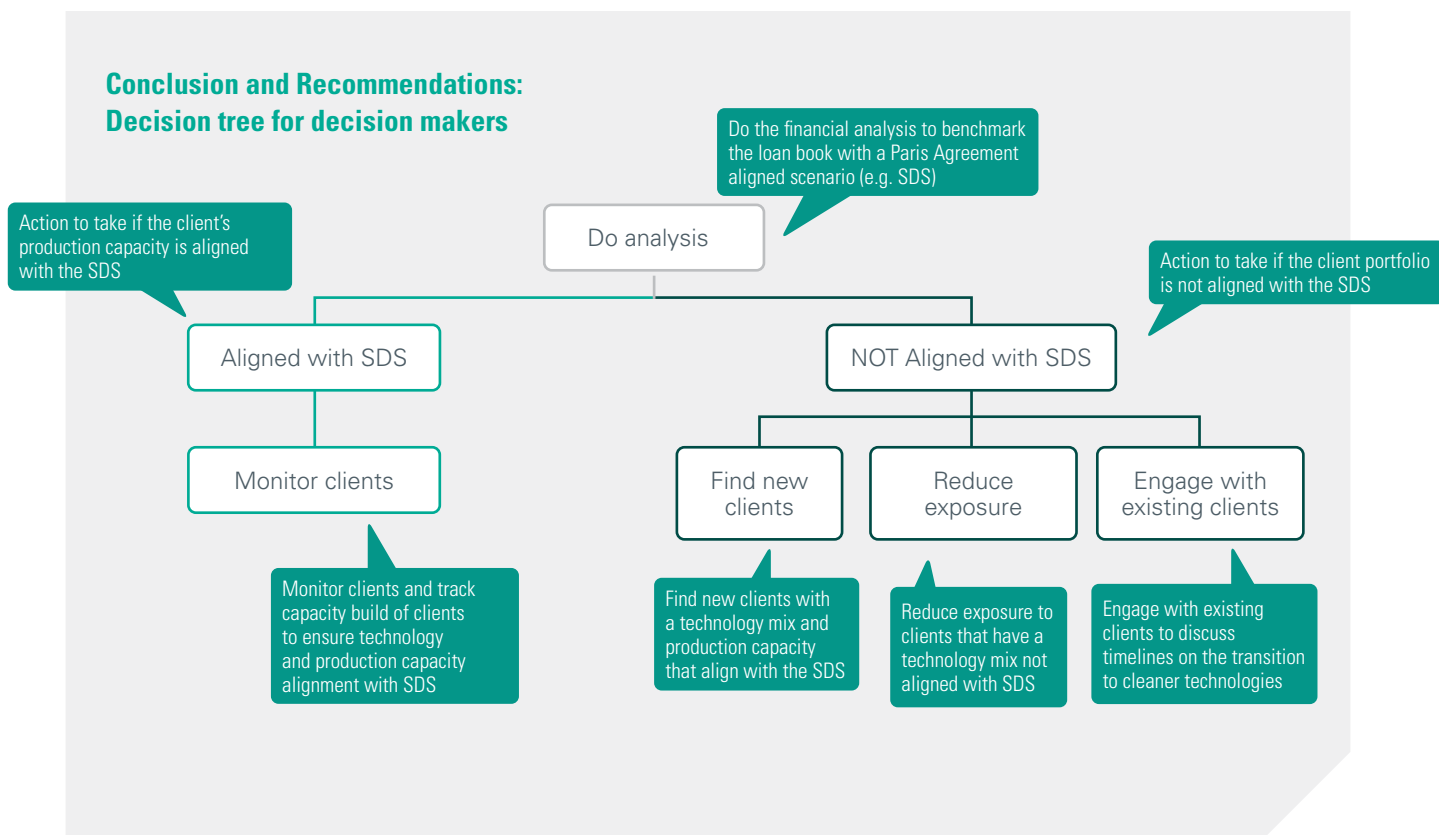 Conclusion and Recommendations:
Decision tree for decision makers
Do the financial analysis to benchmark
the loan book with a Paris Agreement
aligned scenario (e.g. SDS)
Do analysis
Action to take if the client's
production capacity is aligned
with the SDS
Action to take if the client portfolio
is not aligned with the SDS
Aligned with SDS
NOT Aligned with SDS
Monitor clients
Find new
clients
Reduce
exposure
Engage with
existing clients
Monitor clients and track
capacity build of clients
to ensure technology
and production capacity
alignment with SDS
Find new clients with
a technology mix and
production capacity
that align with the SDS
Reduce exposure to
clients that have a
technology mix not
aligned with SDS
Engage with existing
clients to discuss
timelines on the transition
to cleaner technologies